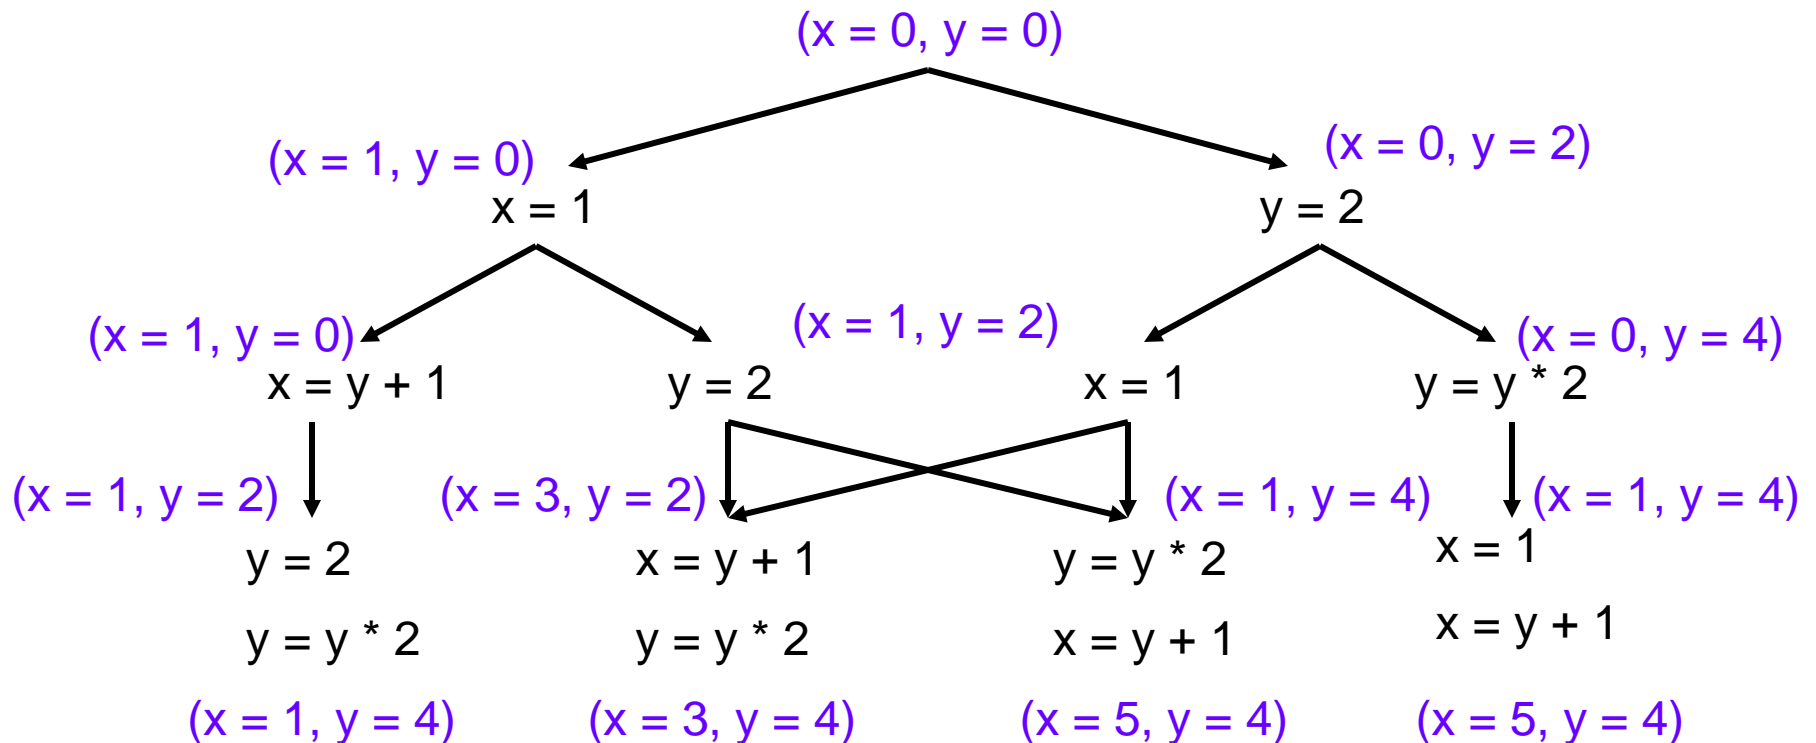 (x = 0, y = 0)
(x = 1, y = 0)
(x = 0, y = 2)
x = 1
y = 2
(x = 1, y = 0)
(x = 1, y = 2)
(x = 0, y = 4)
x = y + 1
y = 2
x = 1
y = y * 2
(x = 1, y = 2)
(x = 3, y = 2)
(x = 1, y = 4)
(x = 1, y = 4)
y = 2
x = y + 1
y = y * 2
x = 1
y = y * 2
y = y * 2
x = y + 1
x = y + 1
(x = 1, y = 4)
(x = 3, y = 4)
(x = 5, y = 4)
(x = 5, y = 4)